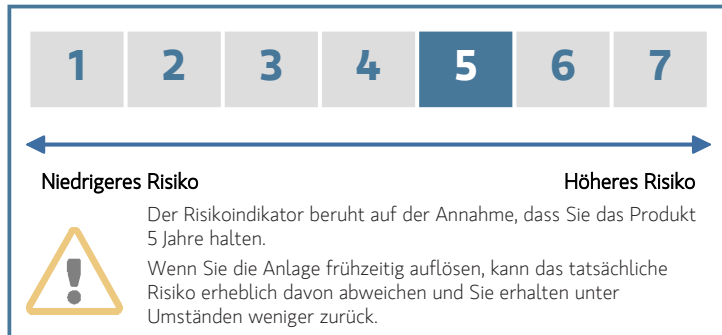 1 2 3 4 5 6 7
Niedrigeres Risiko Höheres Risiko
Der Risikoindikator beruht auf der Annahme, dass Sie das Produkt
5 Jahre halten.
Wenn Sie die Anlage frühzeitig auflösen, kann das tatsächliche
Risiko erheblich davon abweichen und Sie erhalten unter
Umständen weniger zurück.